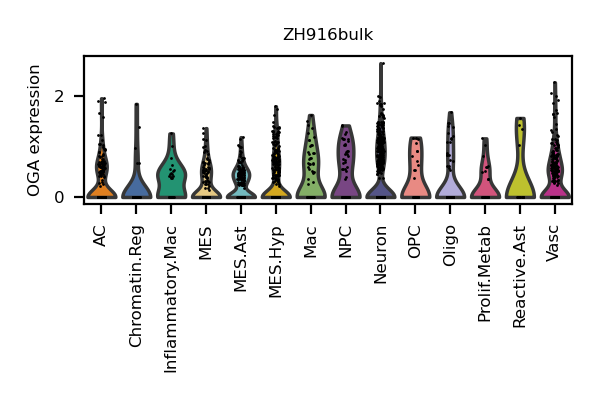 ZH916bulk
OGA expression
2
0
AC
Chromatin.Reg
Inflammatory.Mac
MES
MES.Ast
MES.Hyp
Mac
NPC
Neuron
OPC
Oligo
Prolif.Metab
Reactive.Ast
Vasc